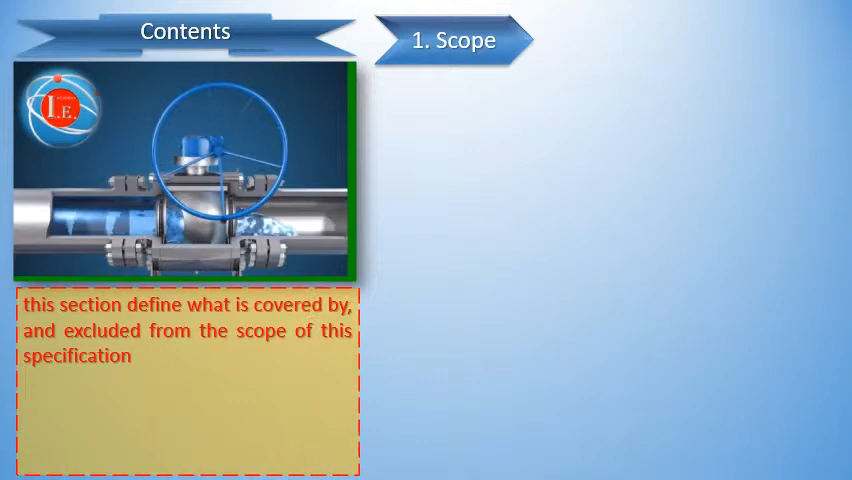 Contents
1. Scope
I.E.
this section define what is covered by,
and excluded from the scope of this
specification